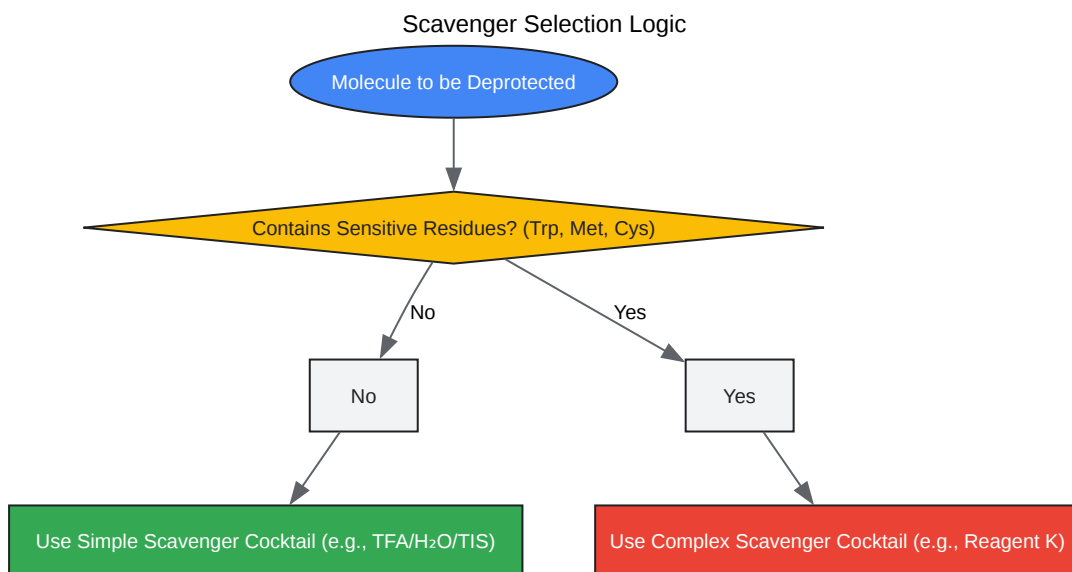 Scavenger Selection Logic
Molecule to be Deprotected
Contains Sensitive Residues? (Trp, Met, Cys)
No
Yes
No
Yes
Use Simple Scavenger Cocktail (e.g., TFA/H₂O/TIS)
Use Complex Scavenger Cocktail (e.g., Reagent K)